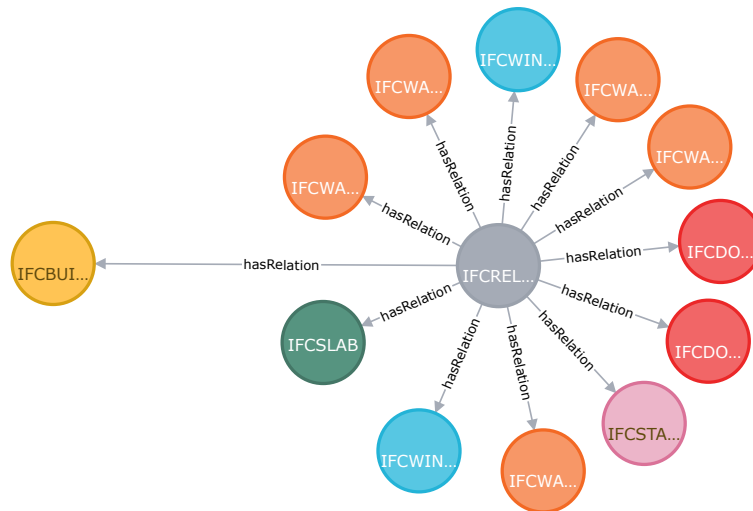 IFCWIN...
IFCWA...
IFCWA...
IFCWA...
IFCWA...
hasRelation
hasRelation
hasRelation
hasRelation
hasRelation
IFCDO...
hasRelation
IFCBUI...
hasRelation
IFCREL...
hasRelation
hasRelation
IFCSLAB
IFCDO...
hasRelation
hasRelation
hasRelation
IFCSTA...
IFCWIN...
IFCWA...